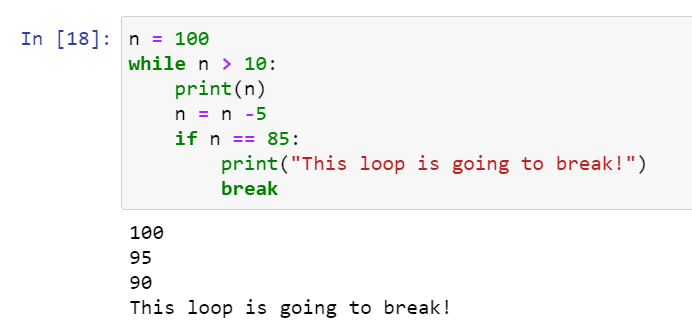 In [18]: n = 100
while n > 10:
    print(n)
    n = n -5
    if n == 85:
        print("This loop is going to break!")
        break
100
95
90
This loop is going to break!